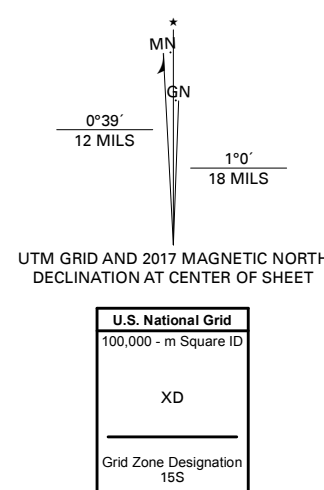 ★
MN
GN
0°39´
12 MILS
1°0´
18 MILS
UTM GRID AND 2017 MAGNETIC NORTH
DECLINATION AT CENTER OF SHEET
U.S. National Grid
100,000 - m Square ID
XD
Grid Zone Designation
15S